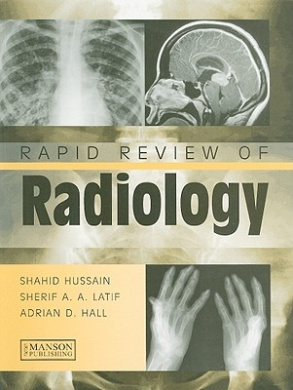 RAPID REVIEW OF
Radiology
SHAHID HUSSAIN
SHERIF A. A. LATIF
ADRIAN D. HALL
MANSON
PUBLISHING